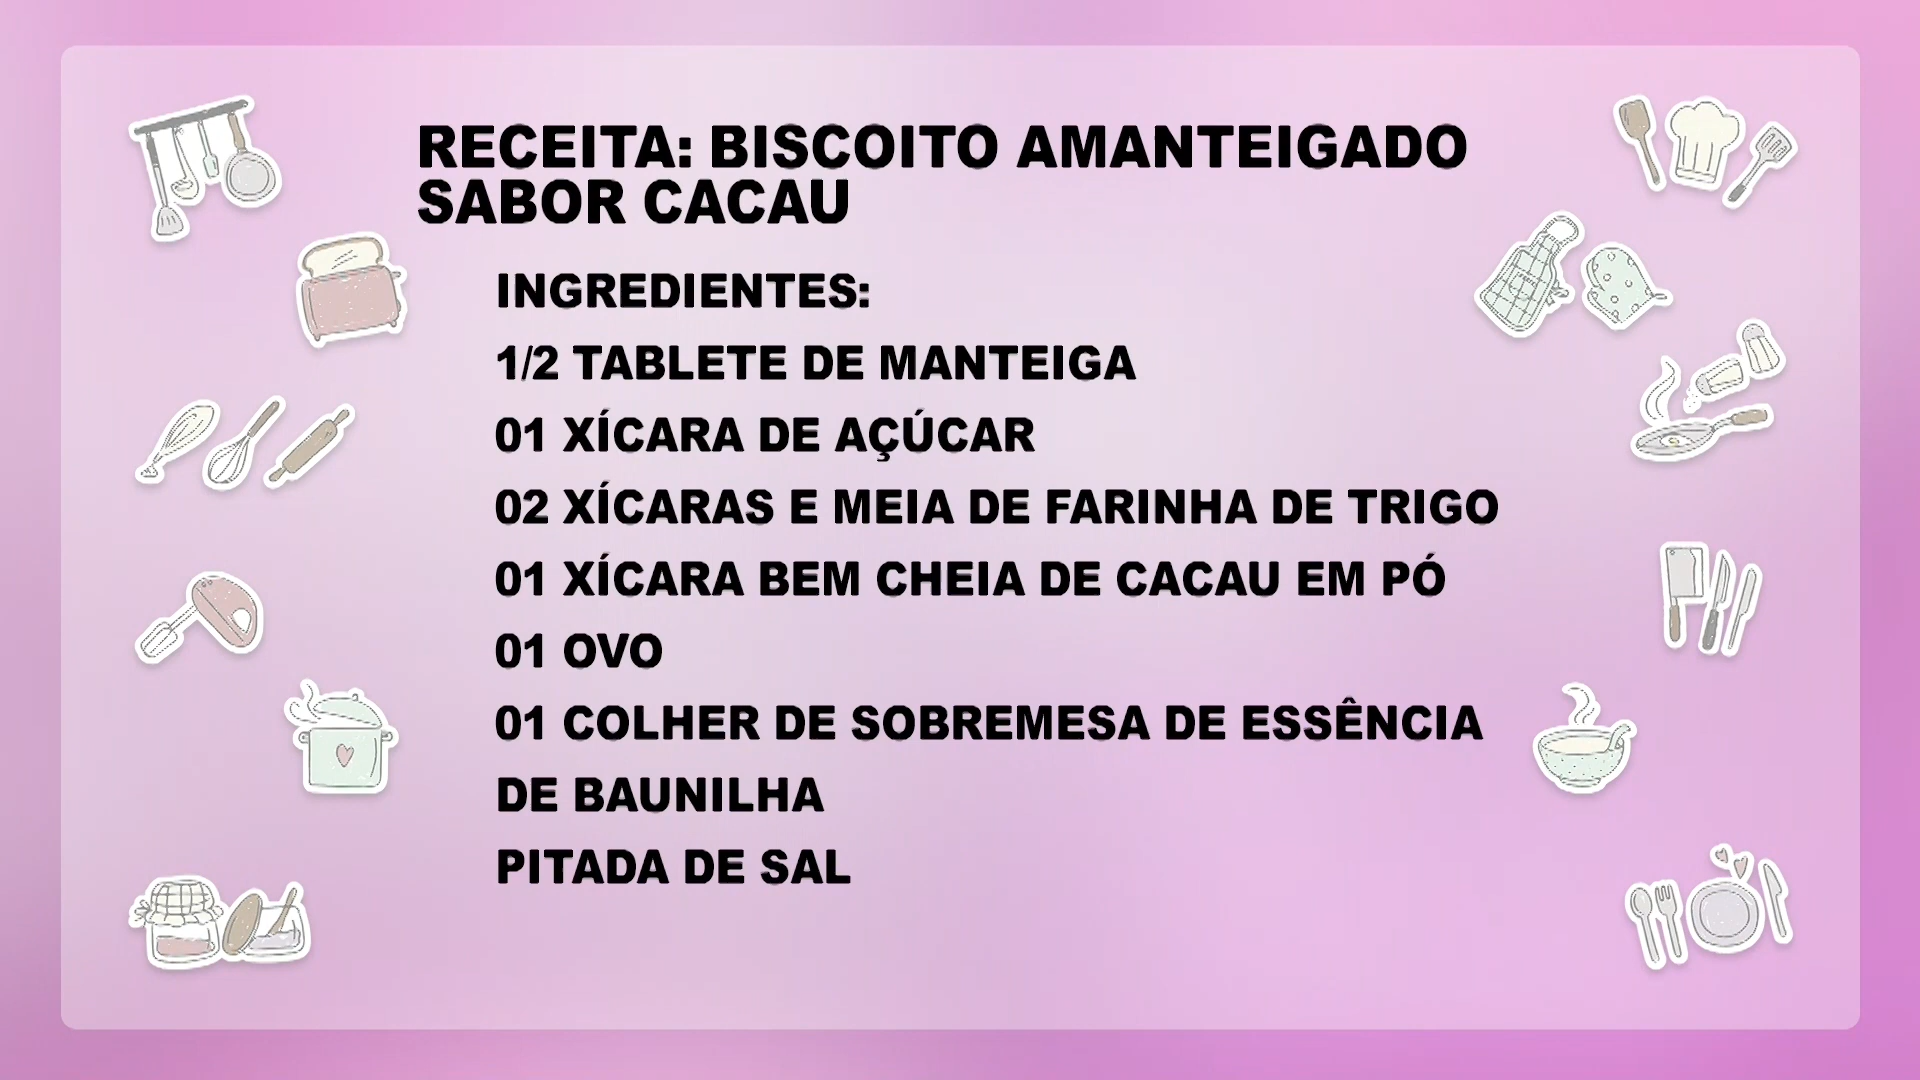 RECEITA: BISCOITO AMANTEIGADO
SABOR CACAU
INGREDIENTES:
1/2 TABLETE DE MANTEIGA
01 XÍCARA DE AÇÚCAR
02 XÍCARAS E MEIA DE FARINHA DE TRIGO
01 XÍCARA BEM CHEIA DE CACAU EM PÓ
01 OVO
01 COLHER DE SOBREMESA DE ESSÊNCIA
DE BAUNILHA
PITADA DE SAL